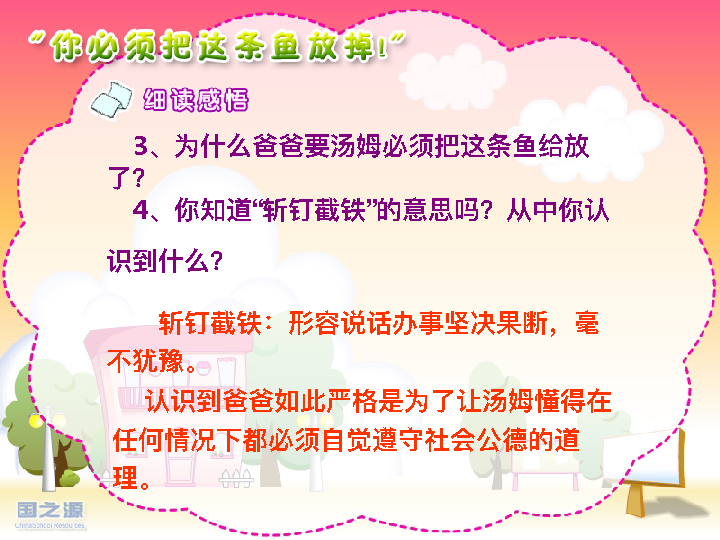 “你必须把这条鱼放掉!”
细读感悟
3、为什么爸爸要汤姆必须把这条鱼给放
了？
4、你知道“斩钉截铁”的意思吗？从中你认
识到什么？
斩钉截铁：形容说话办事坚决果断，毫
不犹豫。
认识到爸爸如此严格是为了让汤姆懂得在
任何情况下都必须自觉遵守社会公德的道
理。
国之源
ChinaSchool Resources